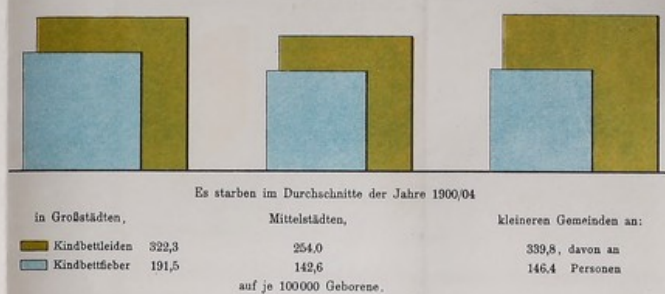 Es starben im Durchschnitte der Jahre 1900/04
in Großstädten, Mittelstädten, kleineren Gemeinden an:
Kindbettleiden 322,3 254,0 339,8, davon an
Kindbettfieber 191,5 142,6 146,4 Personen
auf je 100000 Geborene.